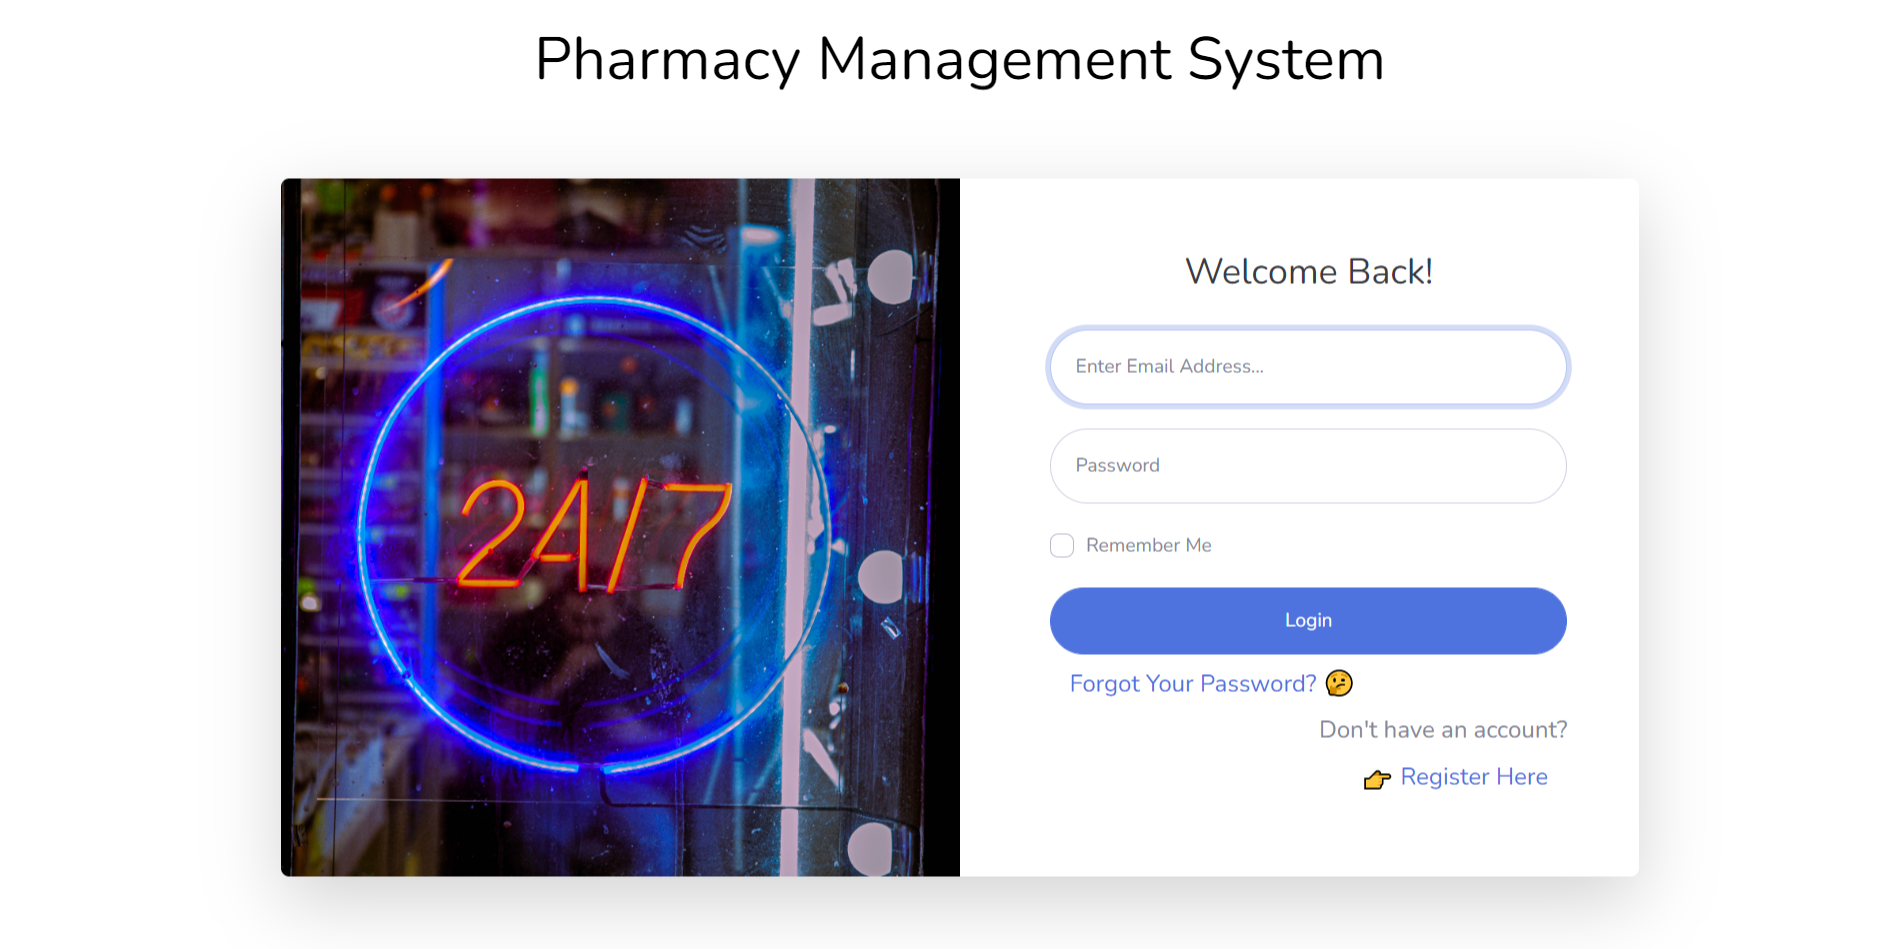 Pharmacy Management System
24/7
Welcome Back!
Enter Email Address...
Password
Remember Me
Login
Forgot Your Password? 🤔
Don't have an account?
👉 Register Here